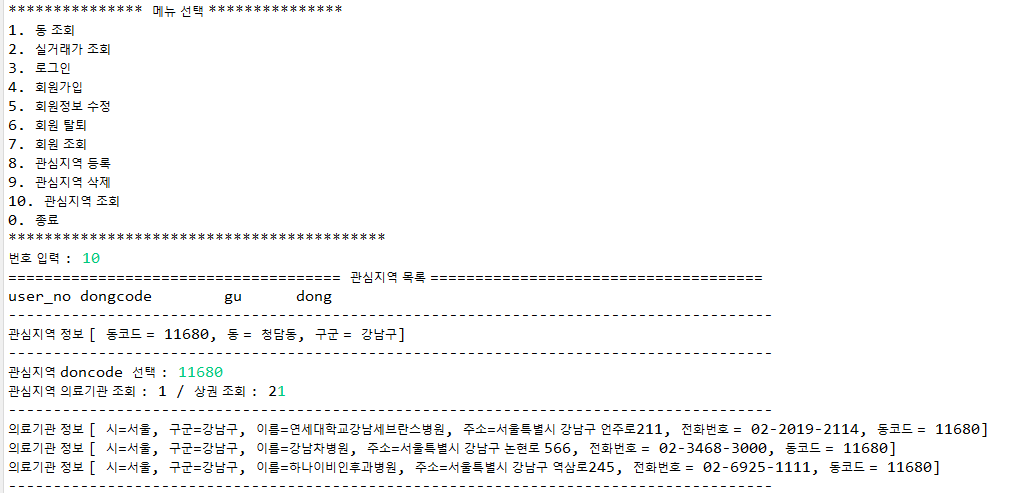 *************** 메뉴 선택 ***************
1. 동 조회
2. 실거래가 조회
3. 로그인
4. 회원가입
5. 회원정보 수정
6. 회원 탈퇴
7. 회원 조회
8. 관심지역 등록
9. 관심지역 삭제
10. 관심지역 조회
0. 종료
******************************************
번호 입력 : 10
===================================== 관심지역 목록 =====================================
user_no dongcode        gu      dong
-------------------------------------------------------------------------------------
관심지역 정보 [ 동코드 = 11680, 동 = 청담동, 구군 = 강남구]
-------------------------------------------------------------------------------------
관심지역 doncode 선택 : 11680
관심지역 의료기관 조회 : 1 / 상권 조회 : 21
-------------------------------------------------------------------------------------
의료기관 정보 [ 시=서울, 구군=강남구, 이름=연세대학교강남세브란스병원, 주소=서울특별시 강남구 언주로211, 전화번호 = 02-2019-2114, 동코드 = 11680]
의료기관 정보 [ 시=서울, 구군=강남구, 이름=강남차병원, 주소=서울특별시 강남구 논현로 566, 전화번호 = 02-3468-3000, 동코드 = 11680]
의료기관 정보 [ 시=서울, 구군=강남구, 이름=하나이비인후과병원, 주소=서울특별시 강남구 역삼로245, 전화번호 = 02-6925-1111, 동코드 = 11680]
-------------------------------------------------------------------------------------